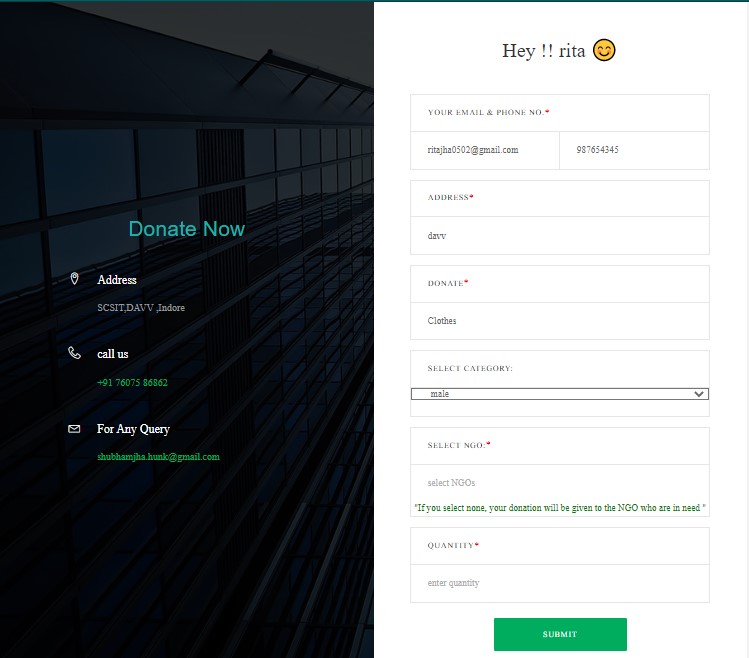 Donate Now
Address
SCSIT,DAVV ,Indore
call us
+91 76075 86862
For Any Query
shubhamjha.hunk@gmail.com
Hey !! rita 😊
YOUR EMAIL & PHONE NO.*
ritajha0502@gmail.com 987654345
ADDRESS*
davv
DONATE*
Clothes
SELECT CATEGORY:
male
SELECT NGO:*
select NGOs
"If you select none, your donation will be given to the NGO who are in need "
QUANTITY*
enter quantity
SUBMIT